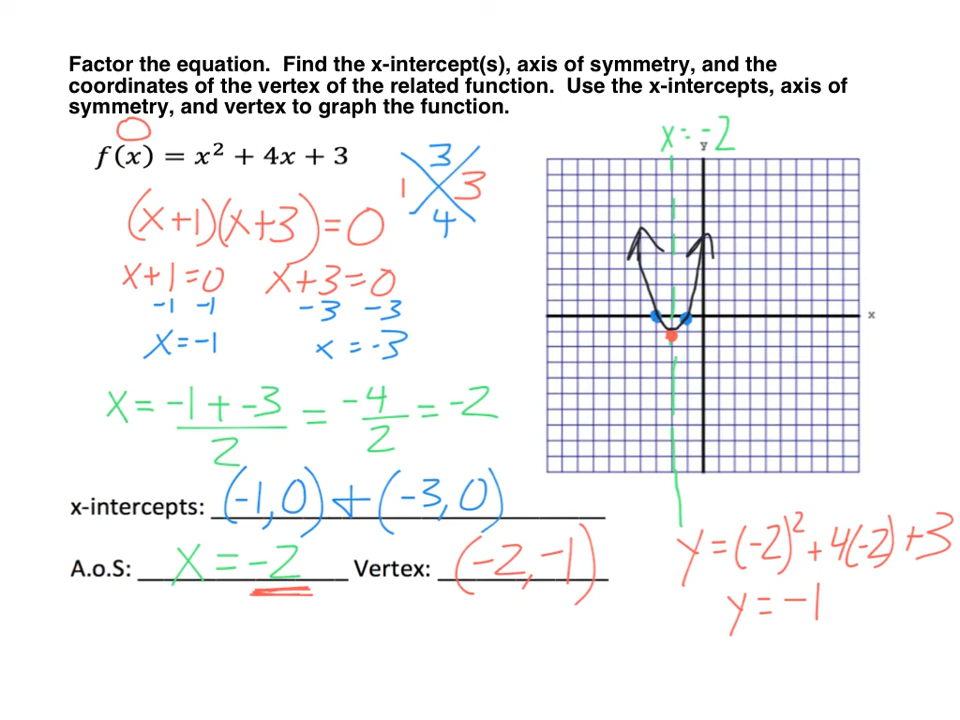 Factor the equation. Find the x-intercept(s), axis of symmetry, and the
coordinates of the vertex of the related function. Use the x-intercepts, axis of
symmetry, and vertex to graph the function.
0
f(x) = x² + 4x + 3
3
1 3
4
x=-2
y
x
(x+1)(x+3)=0
x+1=0 x+3=0
-1 -1 -3 -3
x=-1 x=-3
x= -1 + -3 / 2 = -4 / 2 = -2
x-intercepts: (-1,0)+(-3,0)
A.o.S: x=-2 Vertex: (-2,-1)
y=(-2)²+4(-2)+3
y=-1